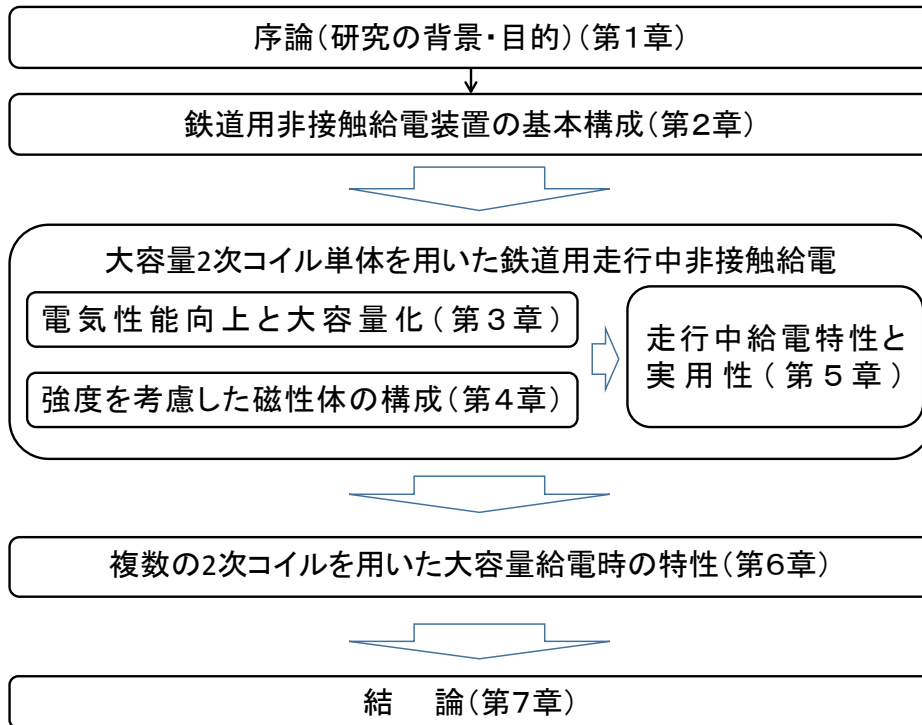 序論(研究の背景・目的)(第1章)
鉄道用非接触給電装置の基本構成(第2章)
大容量2次コイル単体を用いた鉄道用走行中非接触給電
電気性能向上と大容量化(第3章)
強度を考慮した磁性体の構成(第4章)
走行中給電特性と
実用性(第5章)
複数の2次コイルを用いた大容量給電時の特性(第6章)
結　論(第7章)